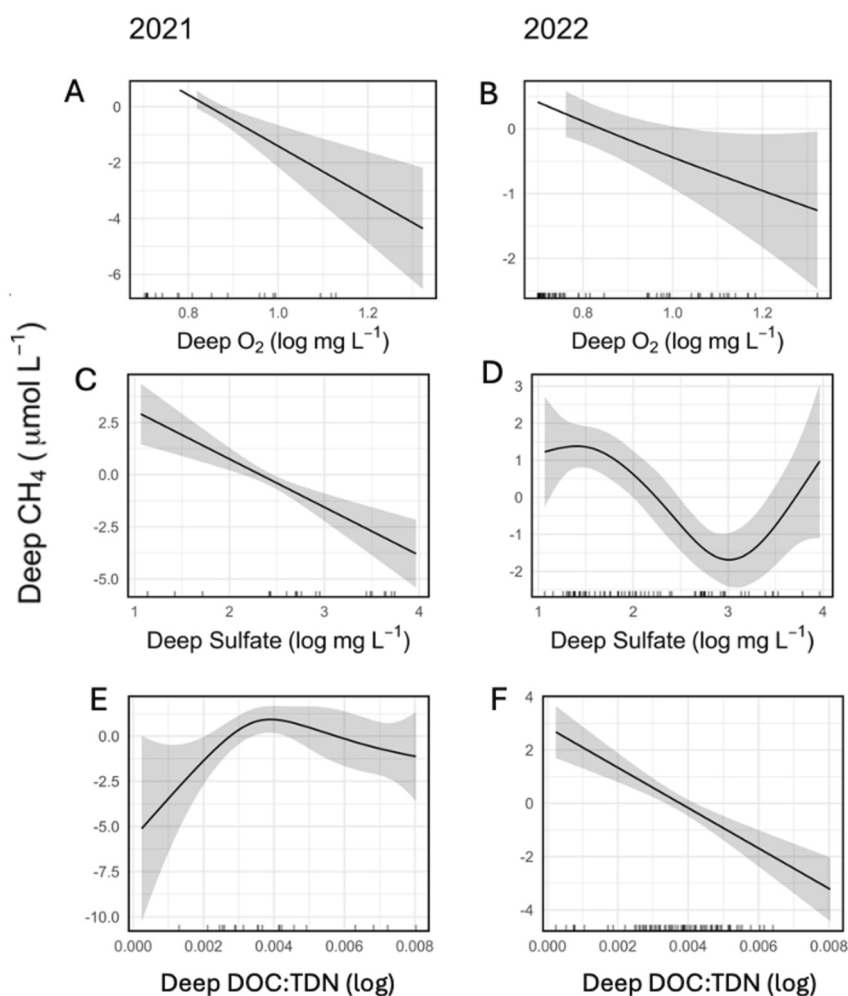 2021 2022
A B
0 0
-2 -1
-4 -2
-6
0.8 1.0 1.2 0.8 1.0 1.2
Deep O₂ (log mg L⁻¹) Deep O₂ (log mg L⁻¹)
Deep CH₄ ( μmol L⁻¹)
C D
2.5 3
0.0 2
-2.5 1
-5.0 0
-1
-2
1 2 3 4 1 2 3 4
Deep Sulfate (log mg L⁻¹) Deep Sulfate (log mg L⁻¹)
E F
0.0 4
-2.5 2
-5.0 0
-7.5 -2
-10.0 -4
0.000 0.002 0.004 0.006 0.008 0.000 0.002 0.004 0.006 0.008
Deep DOC:TDN (log) Deep DOC:TDN (log)